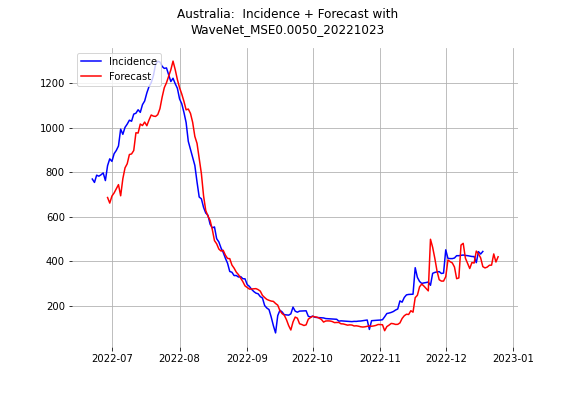 Australia:  Incidence + Forecast with
WaveNet_MSE0.0050_20221023
Incidence
Forecast
1200
1000
800
600
400
200
2022-07 2022-08 2022-09 2022-10 2022-11 2022-12 2023-01